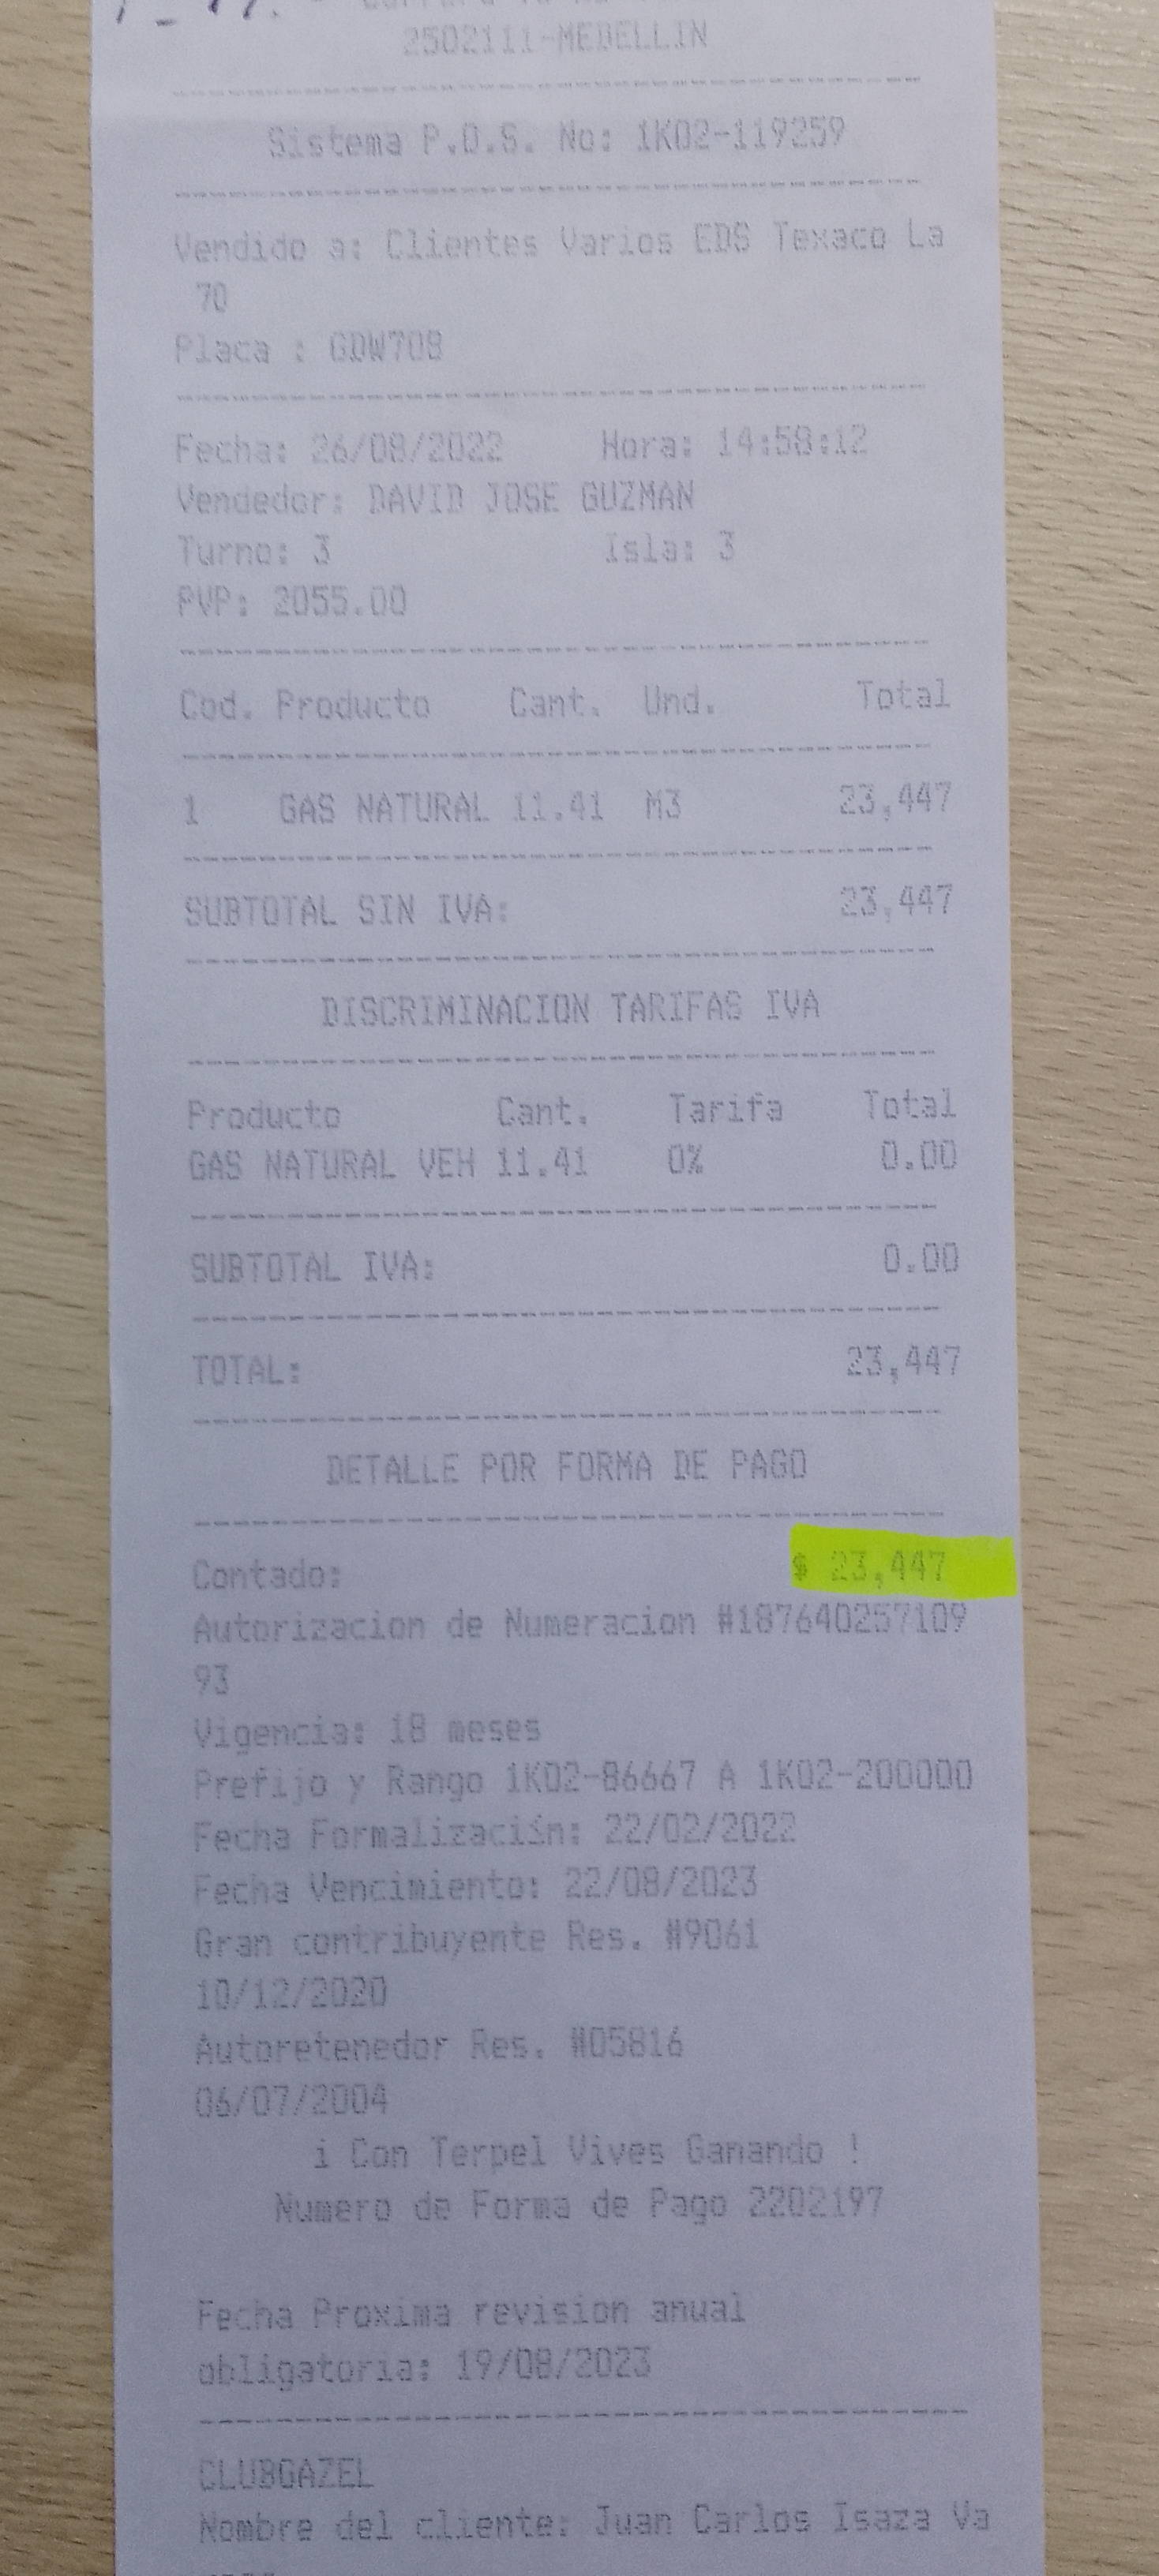 2502111-MEDELLIN
Sistema P.O.S. No: 1K02-119259
Vendido a: Clientes Varios EDS Texaco La
70
Placa : GDW708
Fecha: 26/08/2022 Hora: 14:58:12
Vendedor: DAVID JOSE GUZMAN
Turno: 3 Isla: 3
PVP: 2055.00
Cod. Producto Cant. Und. Total
1 GAS NATURAL 11.41 M3 23,447
SUBTOTAL SIN IVA: 23,447
DISCRIMINACION TARIFAS IVA
Producto Cant. Tarifa Total
GAS NATURAL VEH 11.41 0% 0.00
SUBTOTAL IVA: 0.00
TOTAL: 23,447
DETALLE POR FORMA DE PAGO
Contado: $ 23,447
Autorizacion de Numeracion #187640257109
93
Vigencia: 18 meses
Prefijo y Rango 1K02-86667 A 1K02-200000
Fecha Formalizaciśn: 22/02/2022
Fecha Vencimiento: 22/08/2023
Gran contribuyente Res. #9061
10/12/2020
Autoretenedor Res. #05816
06/07/2004
¡ Con Terpel Vives Ganando !
Numero de Forma de Pago 2202197
Fecha Proxima revision anual
obligatoria: 19/08/2023
CLUBGAZEL
Nombre del cliente: Juan Carlos Isaza Va